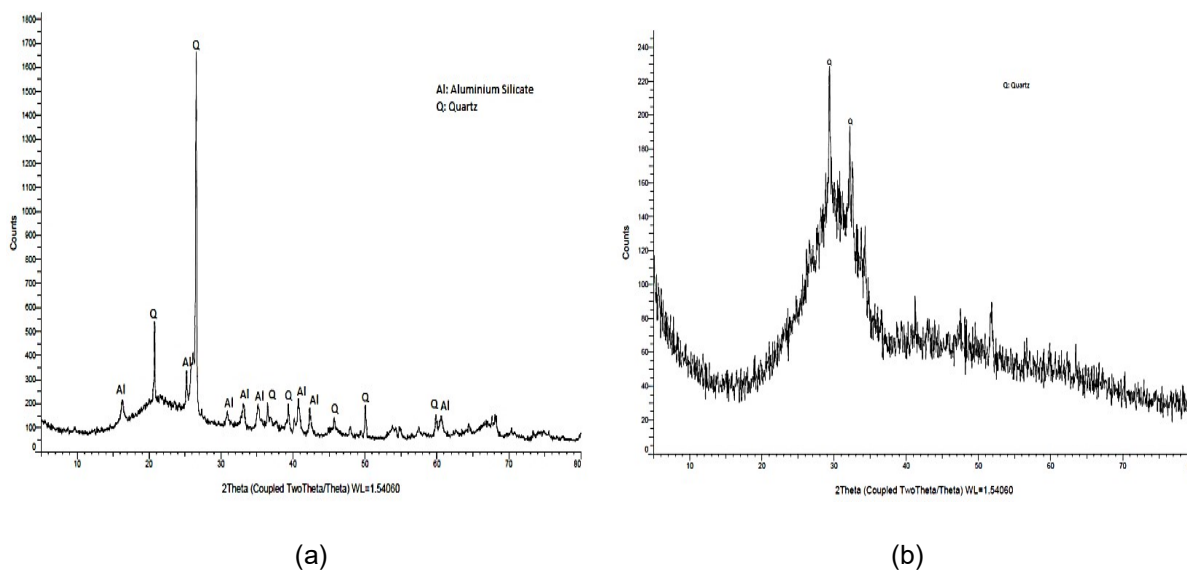 1800
1700
1600
1500
1400
1300
1200
1100
1000
900
800
700
600
500
400
300
200
100
0
Counts
Q
Al: Aluminium Silicate
Q: Quartz
Q
Al
Al
Al
Al
Al
Q
Q
Al
Al
Q
Q
Q
Al
10
20
30
40
50
60
70
80
2Theta (Coupled TwoTheta/Theta) WL=1.54060
(a)
240
220
200
180
160
140
120
100
80
60
40
20
0
Counts
Q
Q
Q: Quartz
10
20
30
40
50
60
70
2Theta (Coupled TwoTheta/Theta) WL=1.54060
(b)